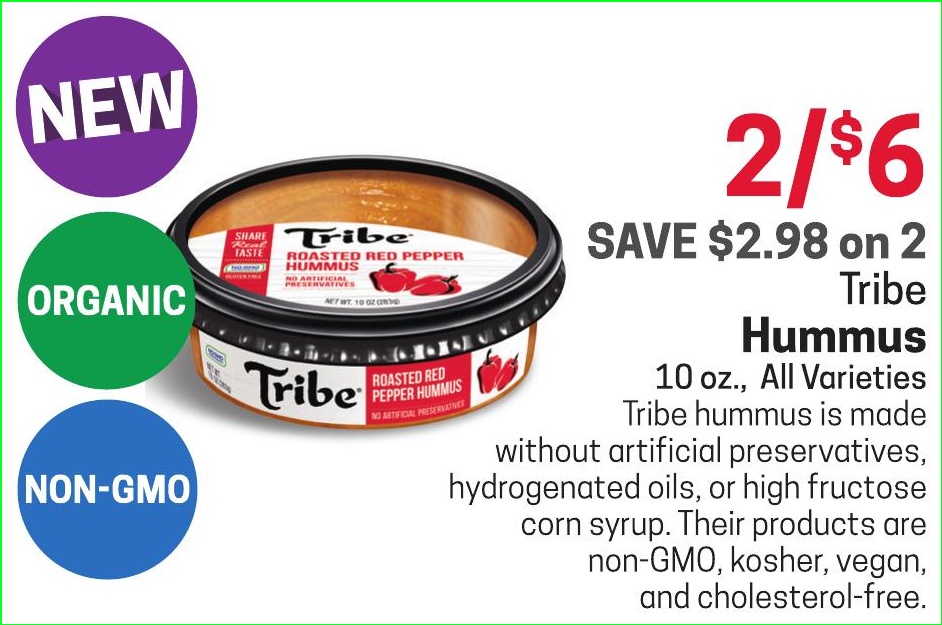 NEW
ORGANIC
NON-GMO
SHARE
Real
TASTE
GLUTEN FREE
Tribe
ROASTED RED PEPPER
HUMMUS
NO ARTIFICIAL
PRESERVATIVES
NET WT. 10 OZ (283g)
Tribe
ROASTED RED
PEPPER HUMMUS
NO ARTIFICIAL PRESERVATIVES
2/$6
SAVE $2.98 on 2
Tribe
Hummus
10 oz., All Varieties
Tribe hummus is made
without artificial preservatives,
hydrogenated oils, or high fructose
corn syrup. Their products are
non-GMO, kosher, vegan,
and cholesterol-free.